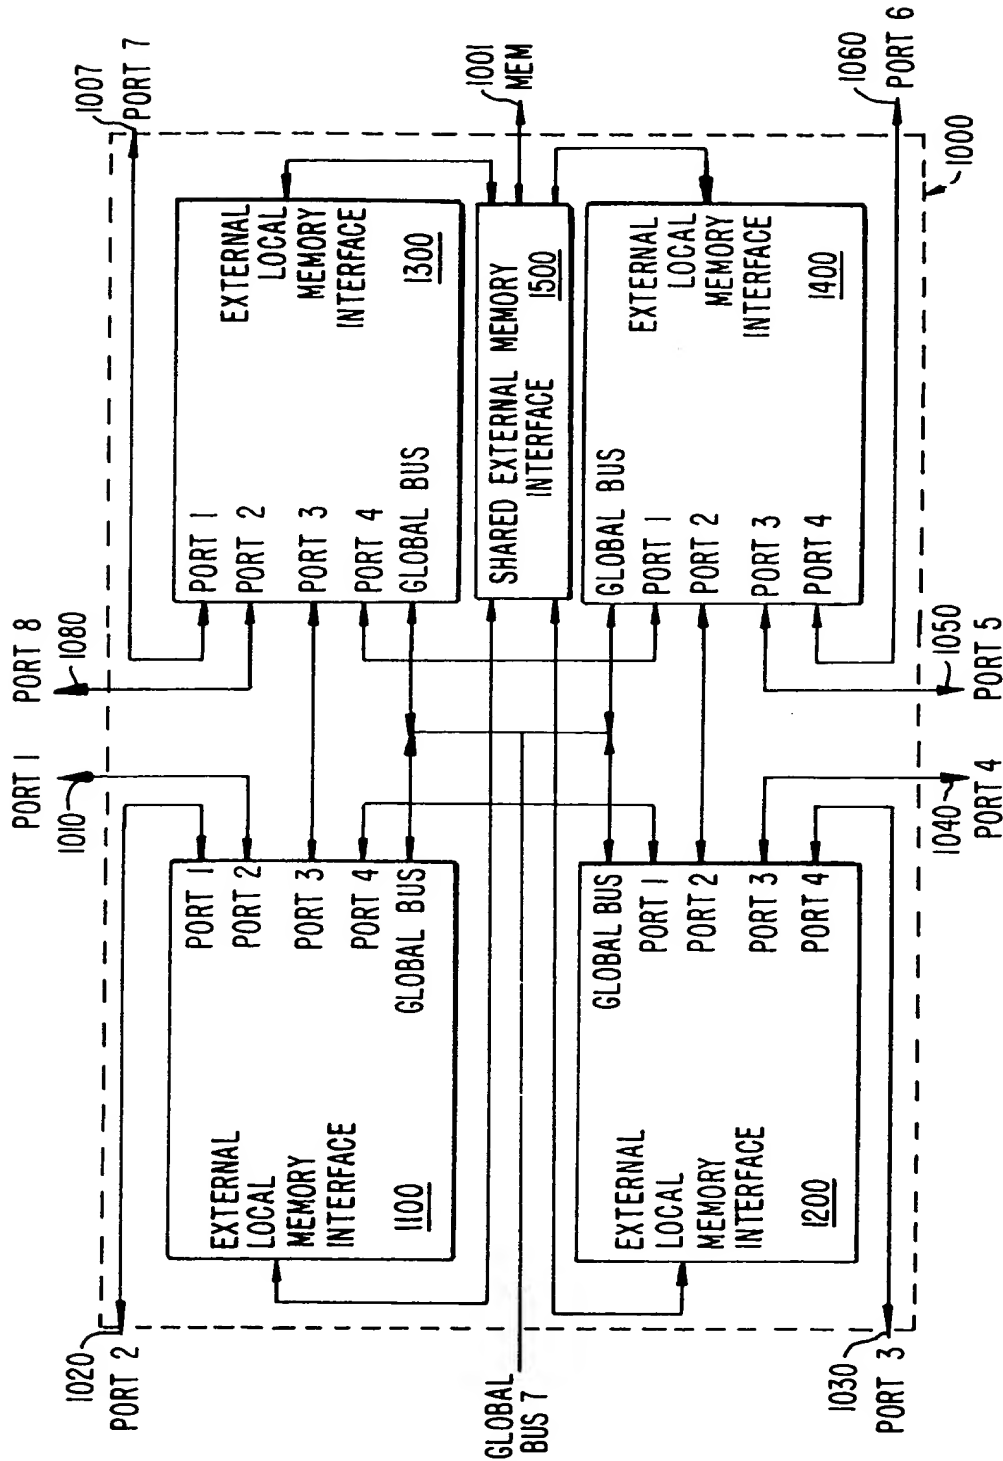 1020
PORT 2
1010
PORT 1
PORT 8
1080
1007
PORT 7
PORT 1
PORT 2
PORT 3
PORT 4
GLOBAL BUS
EXTERNAL
LOCAL
MEMORY
INTERFACE
1100
PORT 1
PORT 2
PORT 3
PORT 4
GLOBAL BUS
EXTERNAL
LOCAL
MEMORY
INTERFACE
1300
GLOBAL
BUS 7
SHARED EXTERNAL MEMORY
INTERFACE
1500
1001
MEM
EXTERNAL
LOCAL
MEMORY
INTERFACE
1200
GLOBAL BUS
PORT 1
PORT 2
PORT 3
PORT 4
GLOBAL BUS
PORT 1
PORT 2
PORT 3
PORT 4
EXTERNAL
LOCAL
MEMORY
INTERFACE
1400
1030
PORT 3
1040
PORT 4
1050
PORT 5
1060
PORT 6
1000